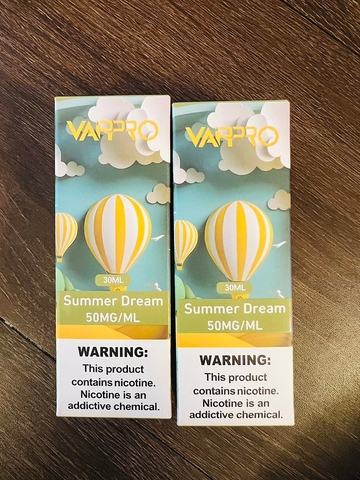 VAPPRO
30ML
Summer Dream
50MG/ML
WARNING:
This product
contains nicotine.
Nicotine is an
addictive chemical.
VAPPRO
30ML
Summer Dream
50MG/ML
WARNING:
This product
contains nicotine.
Nicotine is an
addictive chemical.